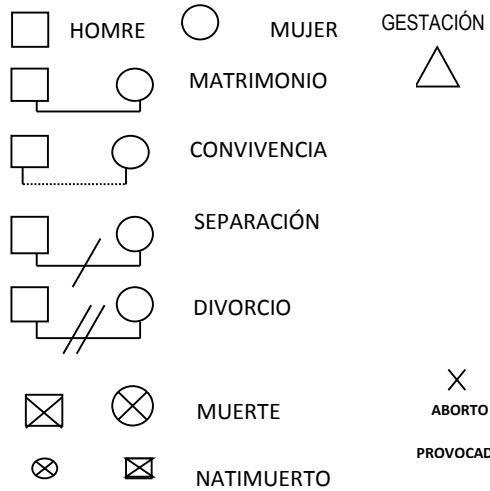 HOMRE MUJER GESTACIÓN
MATRIMONIO
CONVIVENCIA
SEPARACIÓN
DIVORCIO
MUERTE
ABORTO
PROVOCAD
NATIMUERTO